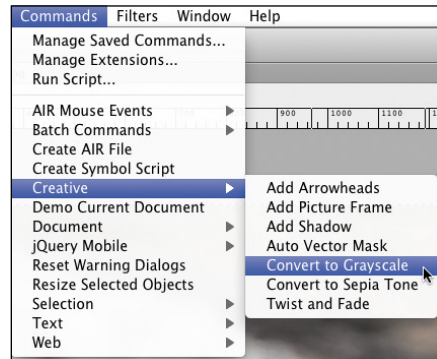 Commands Filters Window Help
Manage Saved Commands...
Manage Extensions...
Run Script...
AIR Mouse Events
Batch Commands
Create AIR File
Create Symbol Script
Creative
Demo Current Document
Document
jQuery Mobile
Reset Warning Dialogs
Resize Selected Objects
Selection
Text
Web
900 1000 1100
Add Arrowheads
Add Picture Frame
Add Shadow
Auto Vector Mask
Convert to Grayscale
Convert to Sepia Tone
Twist and Fade